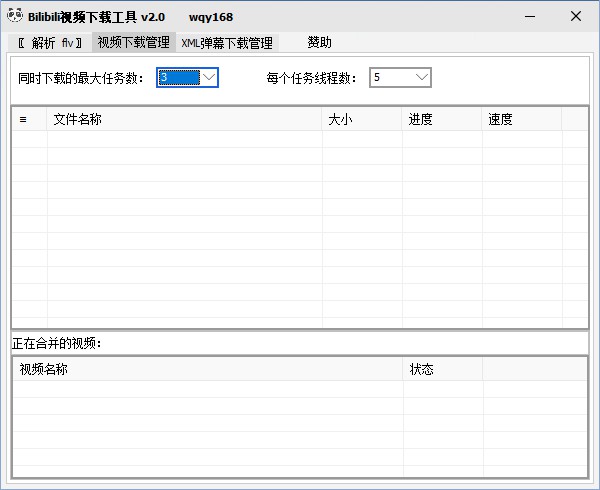 Bilibili视频下载工具 v2.0 wqy168
〖 解析 flv 〗 视频下载管理 XML弹幕下载管理 赞助
同时下载的最大任务数： 3 每个任务线程数： 5
≡ 文件名称 大小 进度 速度
正在合并的视频：
视频名称 状态